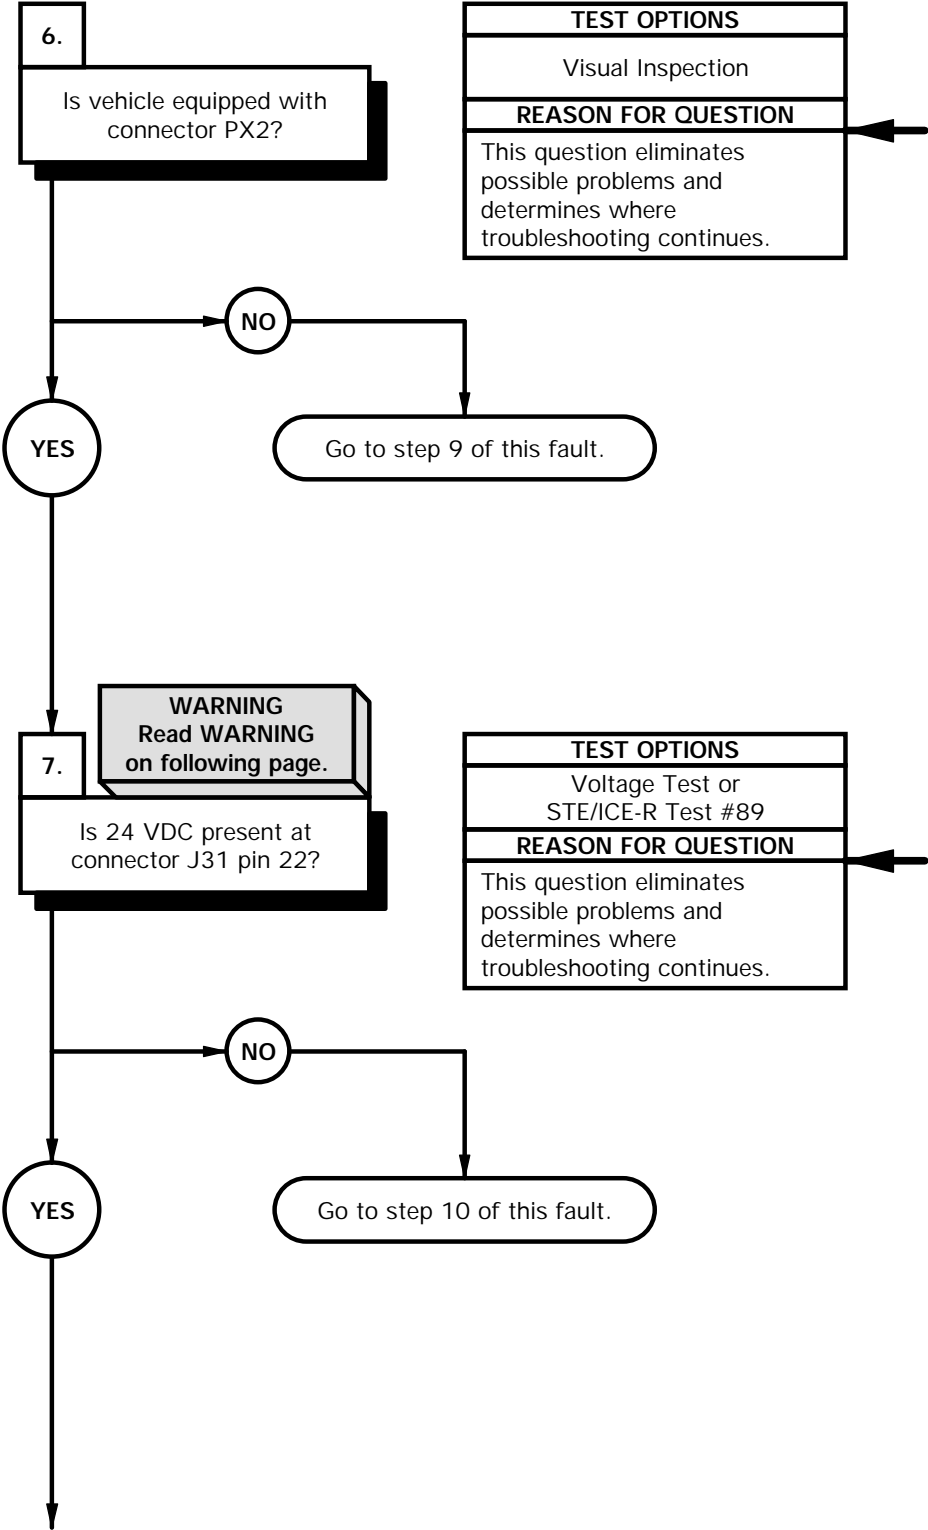 6.
Is vehicle equipped with
connector PX2?
TEST OPTIONS
Visual Inspection
REASON FOR QUESTION
This question eliminates
possible problems and
determines where
troubleshooting continues.
NO
YES
Go to step 9 of this fault.
WARNING
Read WARNING
on following page.
7.
Is 24 VDC present at
connector J31 pin 22?
TEST OPTIONS
Voltage Test or
STE/ICE-R Test #89
REASON FOR QUESTION
This question eliminates
possible problems and
determines where
troubleshooting continues.
NO
YES
Go to step 10 of this fault.